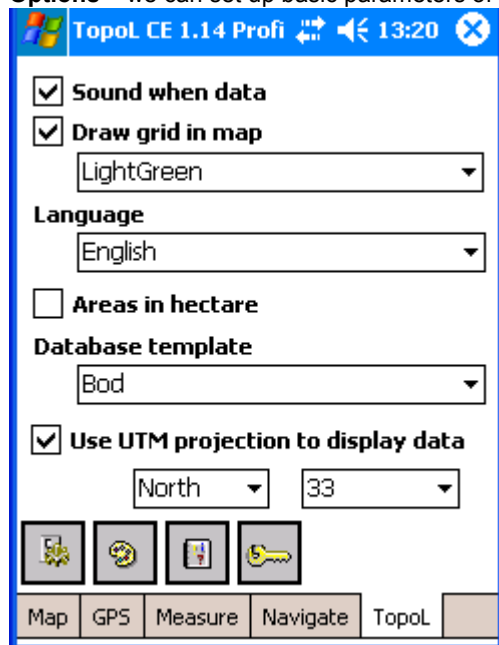 Options – we can set up basic parameters of
TopoL CE 1.14 Profi 13:20
Sound when data
Draw grid in map
LightGreen
Language
English
Areas in hectare
Database template
Bod
Use UTM projection to display data
North 33
Map GPS Measure Navigate TopoL